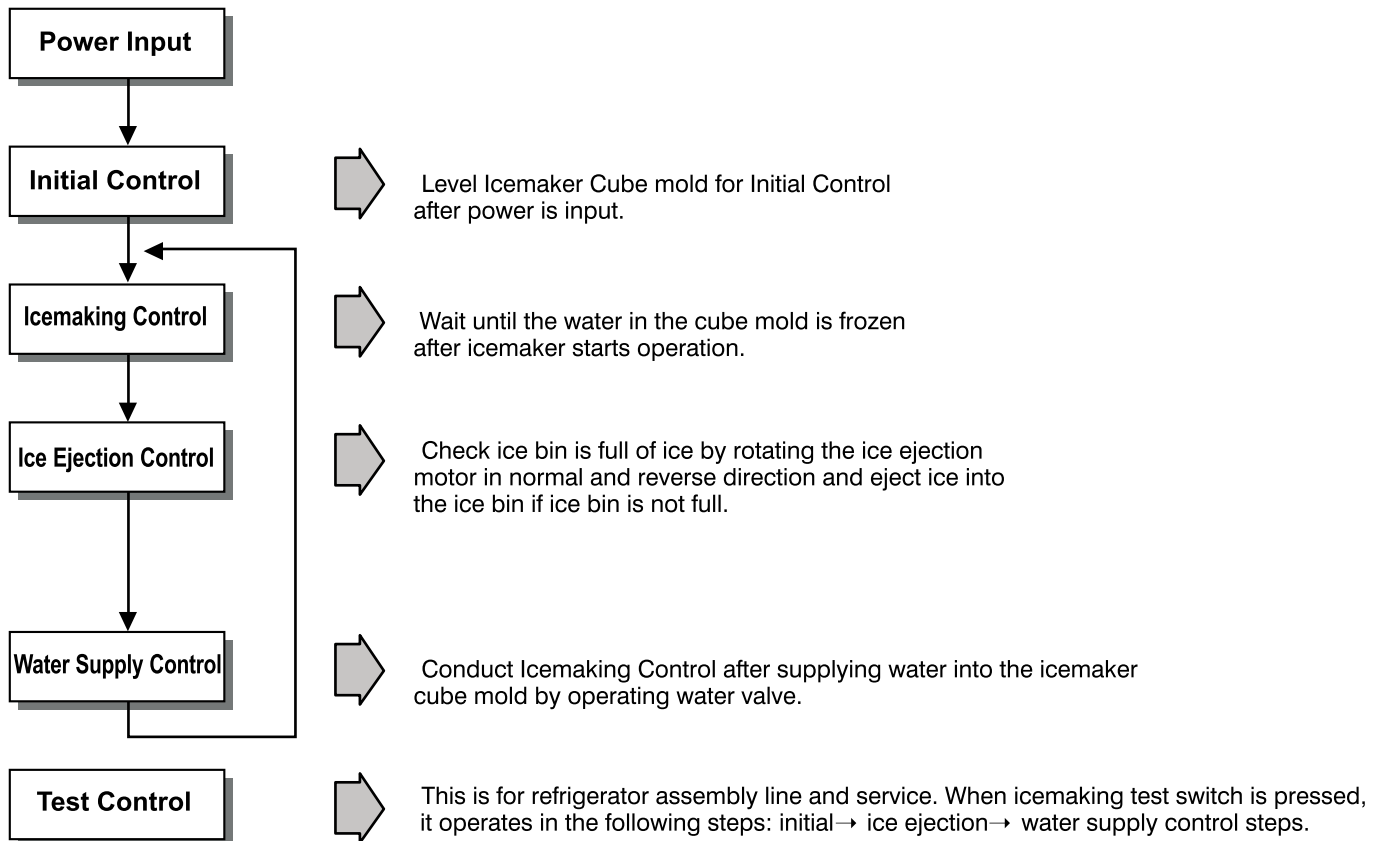 Power Input
Initial Control
Level Icemaker Cube mold for Initial Control
after power is input.
Icemaking Control
Wait until the water in the cube mold is frozen
after icemaker starts operation.
Ice Ejection Control
Check ice bin is full of ice by rotating the ice ejection
motor in normal and reverse direction and eject ice into
the ice bin if ice bin is not full.
Water Supply Control
Conduct Icemaking Control after supplying water into the icemaker
cube mold by operating water valve.
Test Control
This is for refrigerator assembly line and service. When icemaking test switch is pressed,
it operates in the following steps: initial→ ice ejection→ water supply control steps.